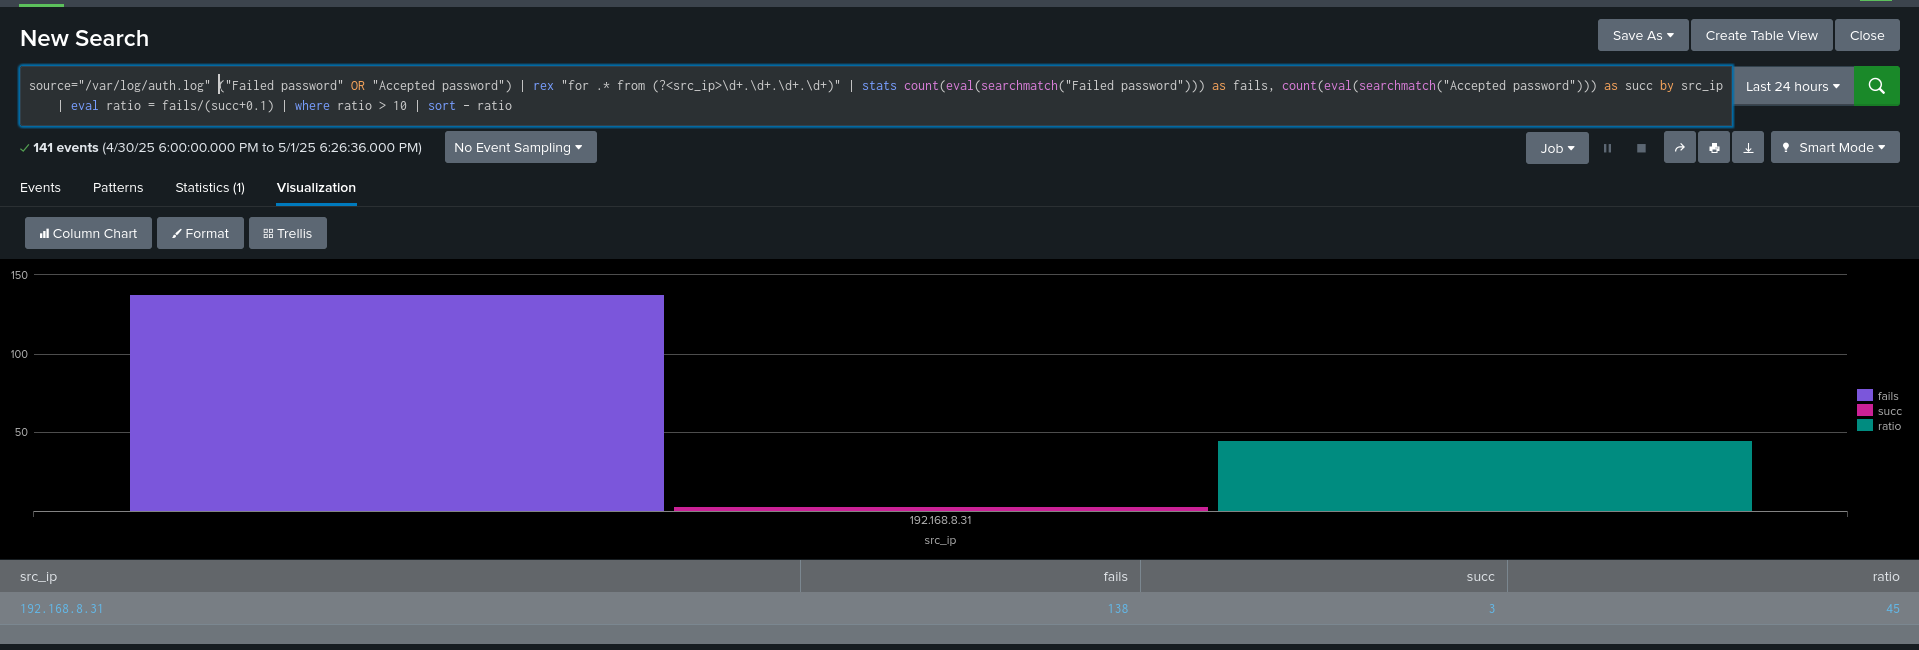 New Search
Save As
Create Table View
Close
source="/var/log/auth.log" ("Failed password" OR "Accepted password") | rex "for .* from (?<src_ip>\d+.\d+.\d+.\d+)" | stats count(eval(searchmatch("Failed password"))) as fails, count(eval(searchmatch("Accepted password"))) as succ by src_ip
| eval ratio = fails/(succ+0.1) | where ratio > 10 | sort - ratio
Last 24 hours
141 events (4/30/25 6:00:00.000 PM to 5/1/25 6:26:36.000 PM)
No Event Sampling
Job
Smart Mode
Events
Patterns
Statistics (1)
Visualization
Column Chart
Format
Trellis
150
100
50
fails
succ
ratio
192.168.8.31
src_ip
src_ip fails succ ratio
192.168.8.31 138 3 45